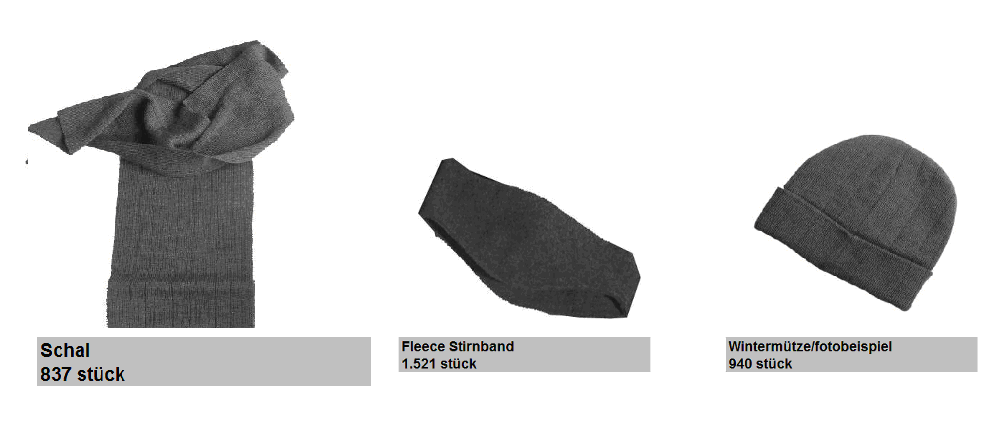 Schal
837 stück
Fleece Stirnband
1.521 stück
Wintermütze/fotobeispiel
940 stück